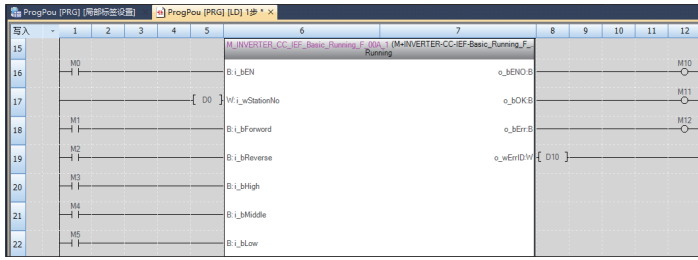 ProgPou [PRG] [局部标签设置]
ProgPou [PRG] [LD] 1步 * ×
写入 1 2 3 4 5 6 7 8 9 10 11 12
15 M_INVERTER_CC_IEF_Basic_Running_F_00A_1 (M+INVERTER-CC-IEF-Basic_Running_F_
Running
M0 M10
16 B:i_bEN o_bENO:B
M11
17 D0 W:i_wStationNo o_bOK:B
M1 M12
18 B:i_bForword o_bErr:B
M2
19 B:i_bReverse o_wErrID:W D10
M3
20 B:i_bHigh
M4
21 B:i_bMiddle
M5
22 B:i_bLow